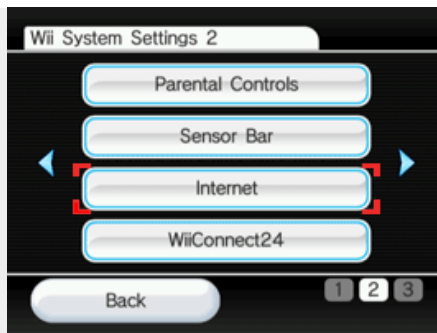 Wii System Settings 2
Parental Controls
Sensor Bar
Internet
WiiConnect24
Back
1 2 3